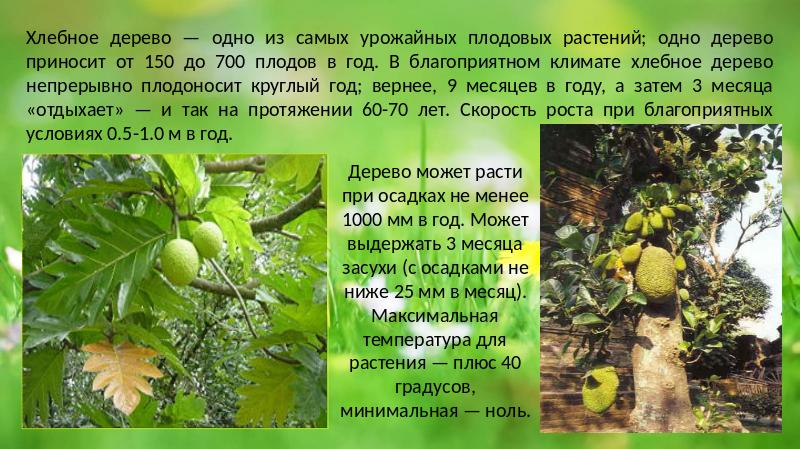 Хлебное дерево — одно из самых урожайных плодовых растений; одно дерево
приносит от 150 до 700 плодов в год. В благоприятном климате хлебное дерево
непрерывно плодоносит круглый год; вернее, 9 месяцев в году, а затем 3 месяца
«отдыхает» — и так на протяжении 60-70 лет. Скорость роста при благоприятных
условиях 0.5-1.0 м в год.
Дерево может расти
при осадках не менее
1000 мм в год. Может
выдержать 3 месяца
засухи (с осадками не
ниже 25 мм в месяц).
Максимальная
температура для
растения — плюс 40
градусов,
минимальная — ноль.